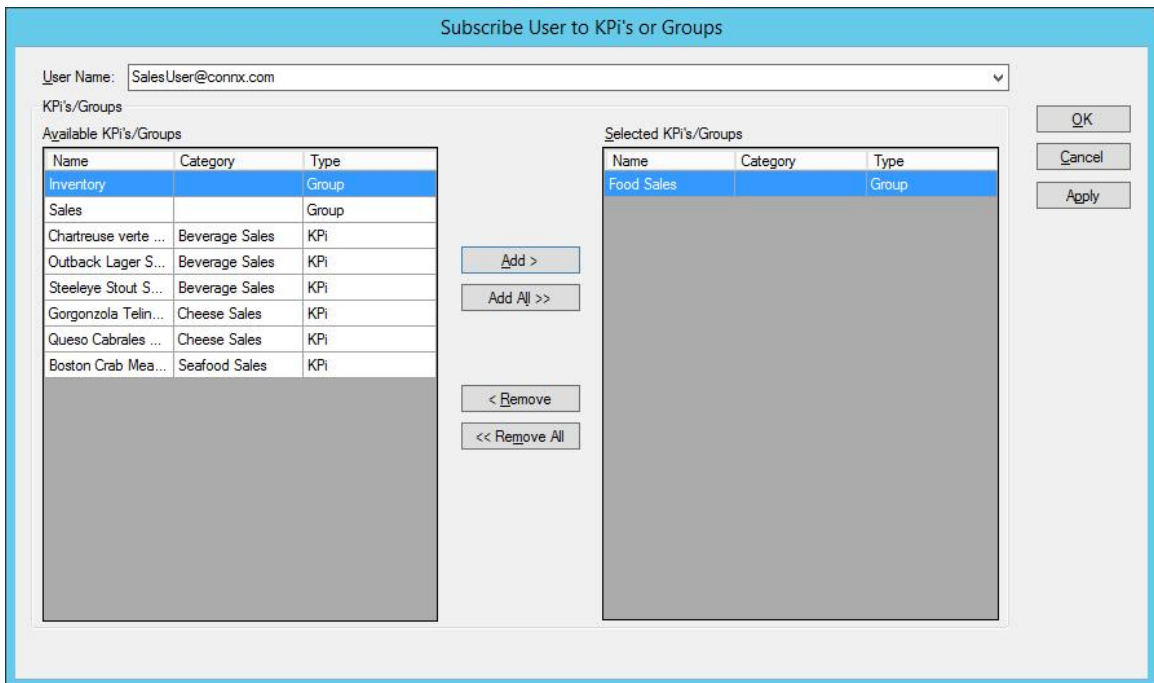 Subscribe User to KPi's or Groups
User Name: SalesUser@connx.com
KPi's/Groups
Available KPi's/Groups
Name Category Type
Inventory Group
Sales Group
Chartreuse verte ... Beverage Sales KPi
Outback Lager S... Beverage Sales KPi
Steeleye Stout S... Beverage Sales KPi
Gorgonzola Telin... Cheese Sales KPi
Queso Cabrales ... Cheese Sales KPi
Boston Crab Mea... Seafood Sales KPi
Add >
Add All >>
< Remove
<< Remove All
Selected KPi's/Groups
Name Category Type
Food Sales Group
OK
Cancel
Apply